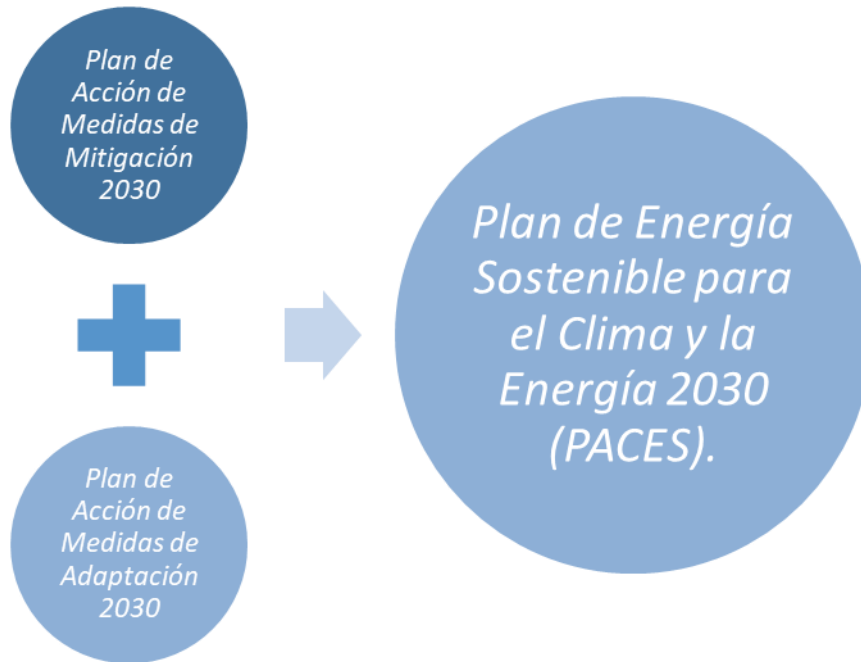 Plan de
Acción de
Medidas de
Mitigación
2030
Plan de
Acción de
Medidas de
Adaptación
2030
Plan de Energía
Sostenible para
el Clima y la
Energía 2030
(PACES).